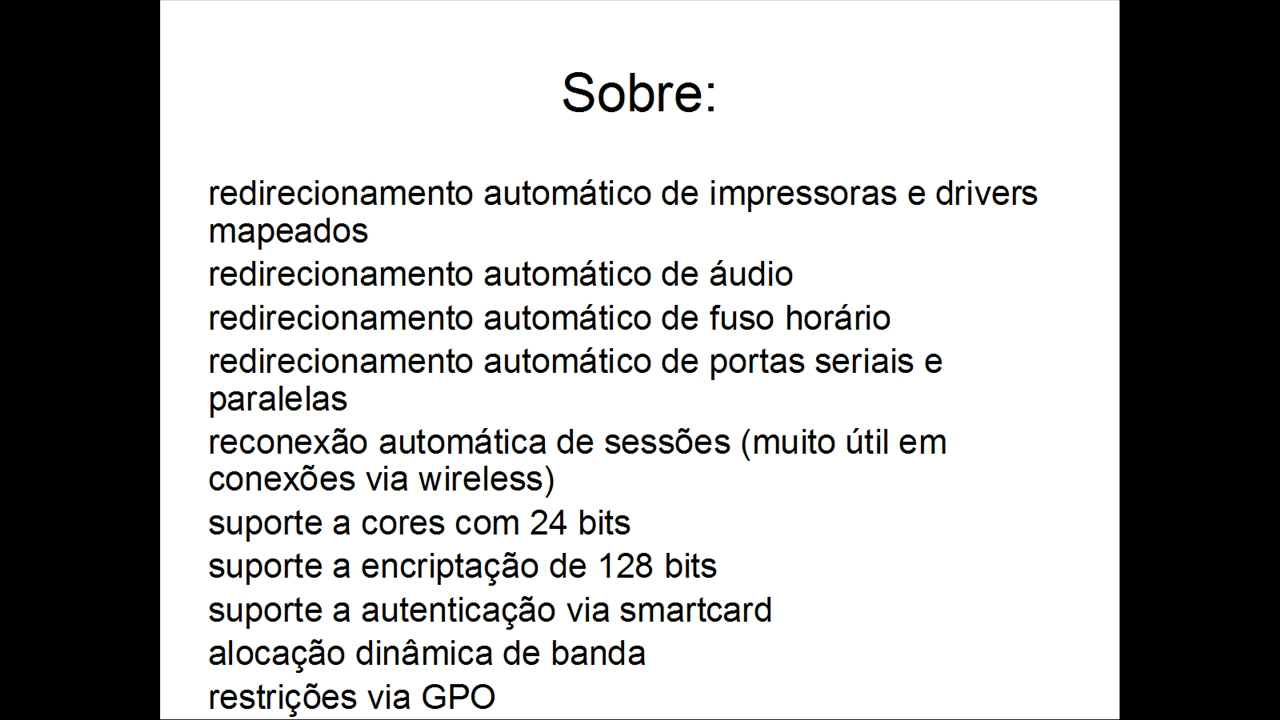 Sobre:
redirecionamento automático de impressoras e drivers
mapeados
redirecionamento automático de áudio
redirecionamento automático de fuso horário
redirecionamento automático de portas seriais e
paralelas
reconexão automática de sessões (muito útil em
conexões via wireless)
suporte a cores com 24 bits
suporte a encriptação de 128 bits
suporte a autenticação via smartcard
alocação dinâmica de banda
restrições via GPO